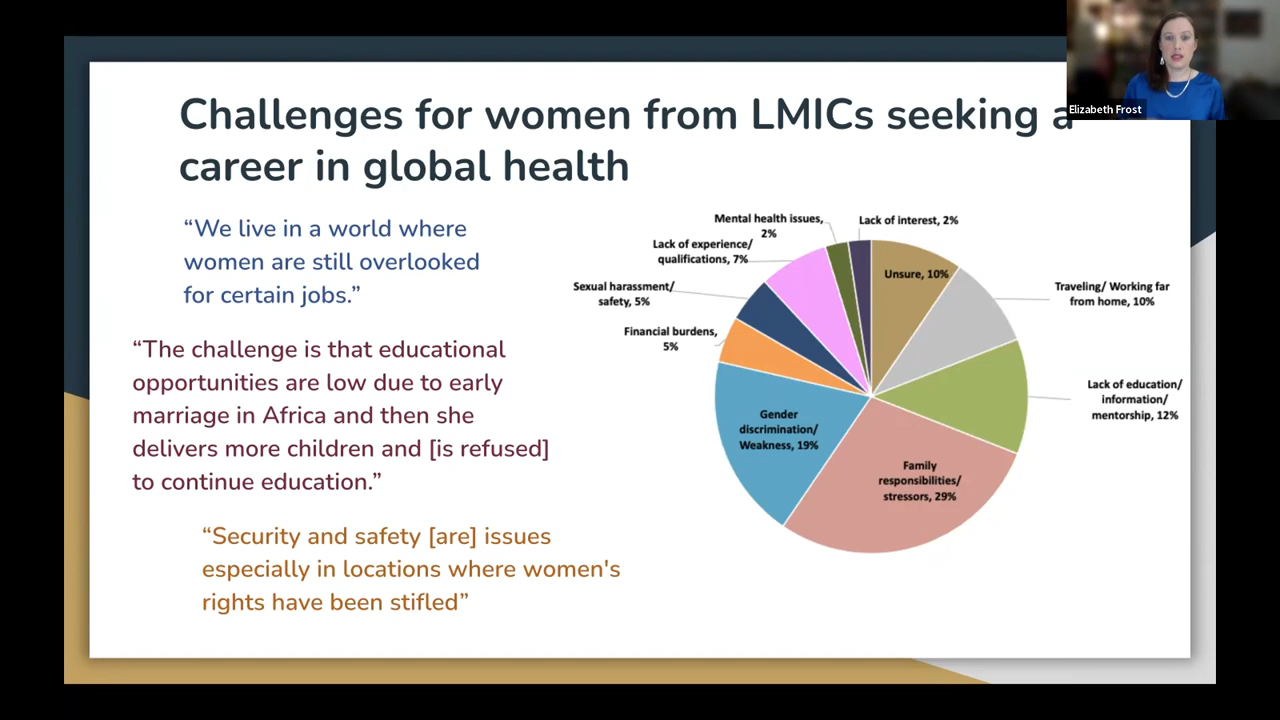 Challenges for women from LMICs seeking a
career in global health
“We live in a world where
women are still overlooked
for certain jobs.”
“The challenge is that educational
opportunities are low due to early
marriage in Africa and then she
delivers more children and [is refused]
to continue education.”
“Security and safety [are] issues
especially in locations where women's
rights have been stifled”
Mental health issues,
2%
Lack of interest, 2%
Lack of experience/
qualifications, 7%
Unsure, 10%
Sexual harassment/
safety, 5%
Traveling/ Working far
from home, 10%
Financial burdens,
5%
Lack of education/
information/
mentorship, 12%
Gender
discrimination/
Weakness, 19%
Family
responsibilities/
stressors, 29%
Elizabeth Frost